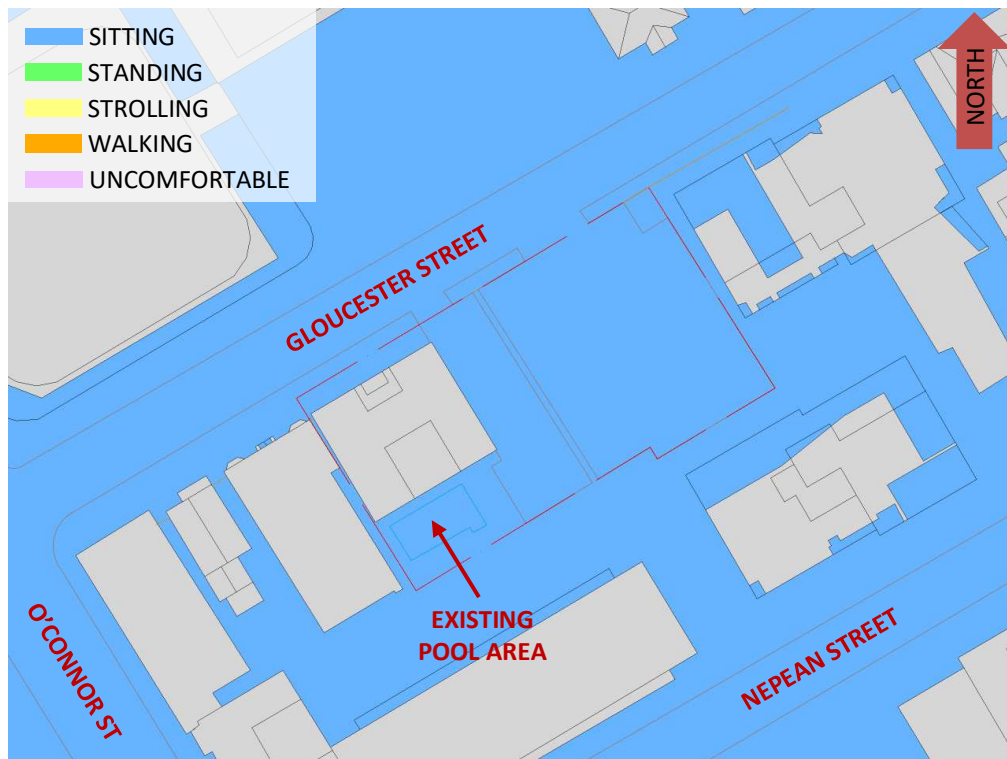 SITTING
STANDING
STROLLING
WALKING
UNCOMFORTABLE
NORTH
GLOUCESTER STREET
EXISTING
POOL AREA
O'CONNOR ST
NEPEAN STREET